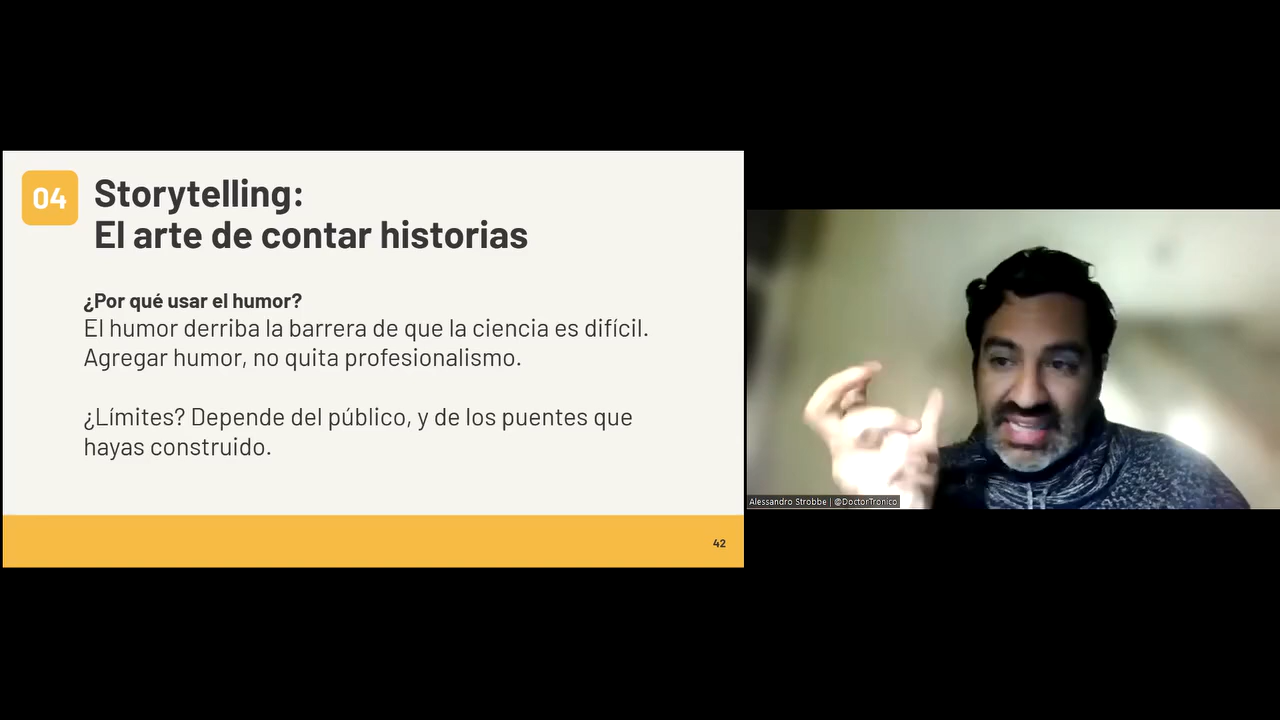 04
Storytelling:
El arte de contar historias
¿Por qué usar el humor?
El humor derriba la barrera de que la ciencia es difícil.
Agregar humor, no quita profesionalismo.
¿Límites? Depende del público, y de los puentes que
hayas construido.
42
Alessandro Strobbe | @DoctorTronico